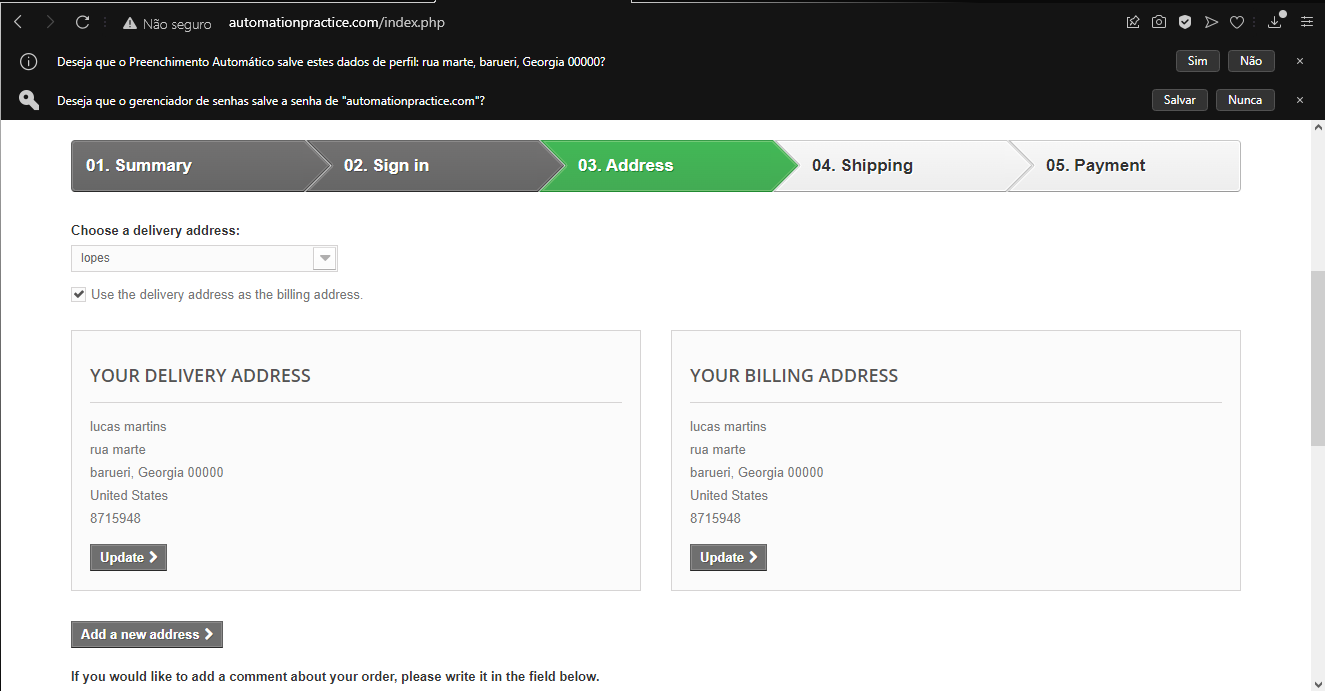 Não seguro automationpractice.com/index.php
Deseja que o Preenchimento Automático salve estes dados de perfil: rua marte, barueri, Georgia 00000? Sim Não
Deseja que o gerenciador de senhas salve a senha de "automationpractice.com"? Salvar Nunca
01. Summary 02. Sign in 03. Address 04. Shipping 05. Payment
Choose a delivery address:
lopes
Use the delivery address as the billing address.
YOUR DELIVERY ADDRESS
lucas martins
rua marte
barueri, Georgia 00000
United States
8715948
Update
YOUR BILLING ADDRESS
lucas martins
rua marte
barueri, Georgia 00000
United States
8715948
Update
Add a new address
If you would like to add a comment about your order, please write it in the field below.